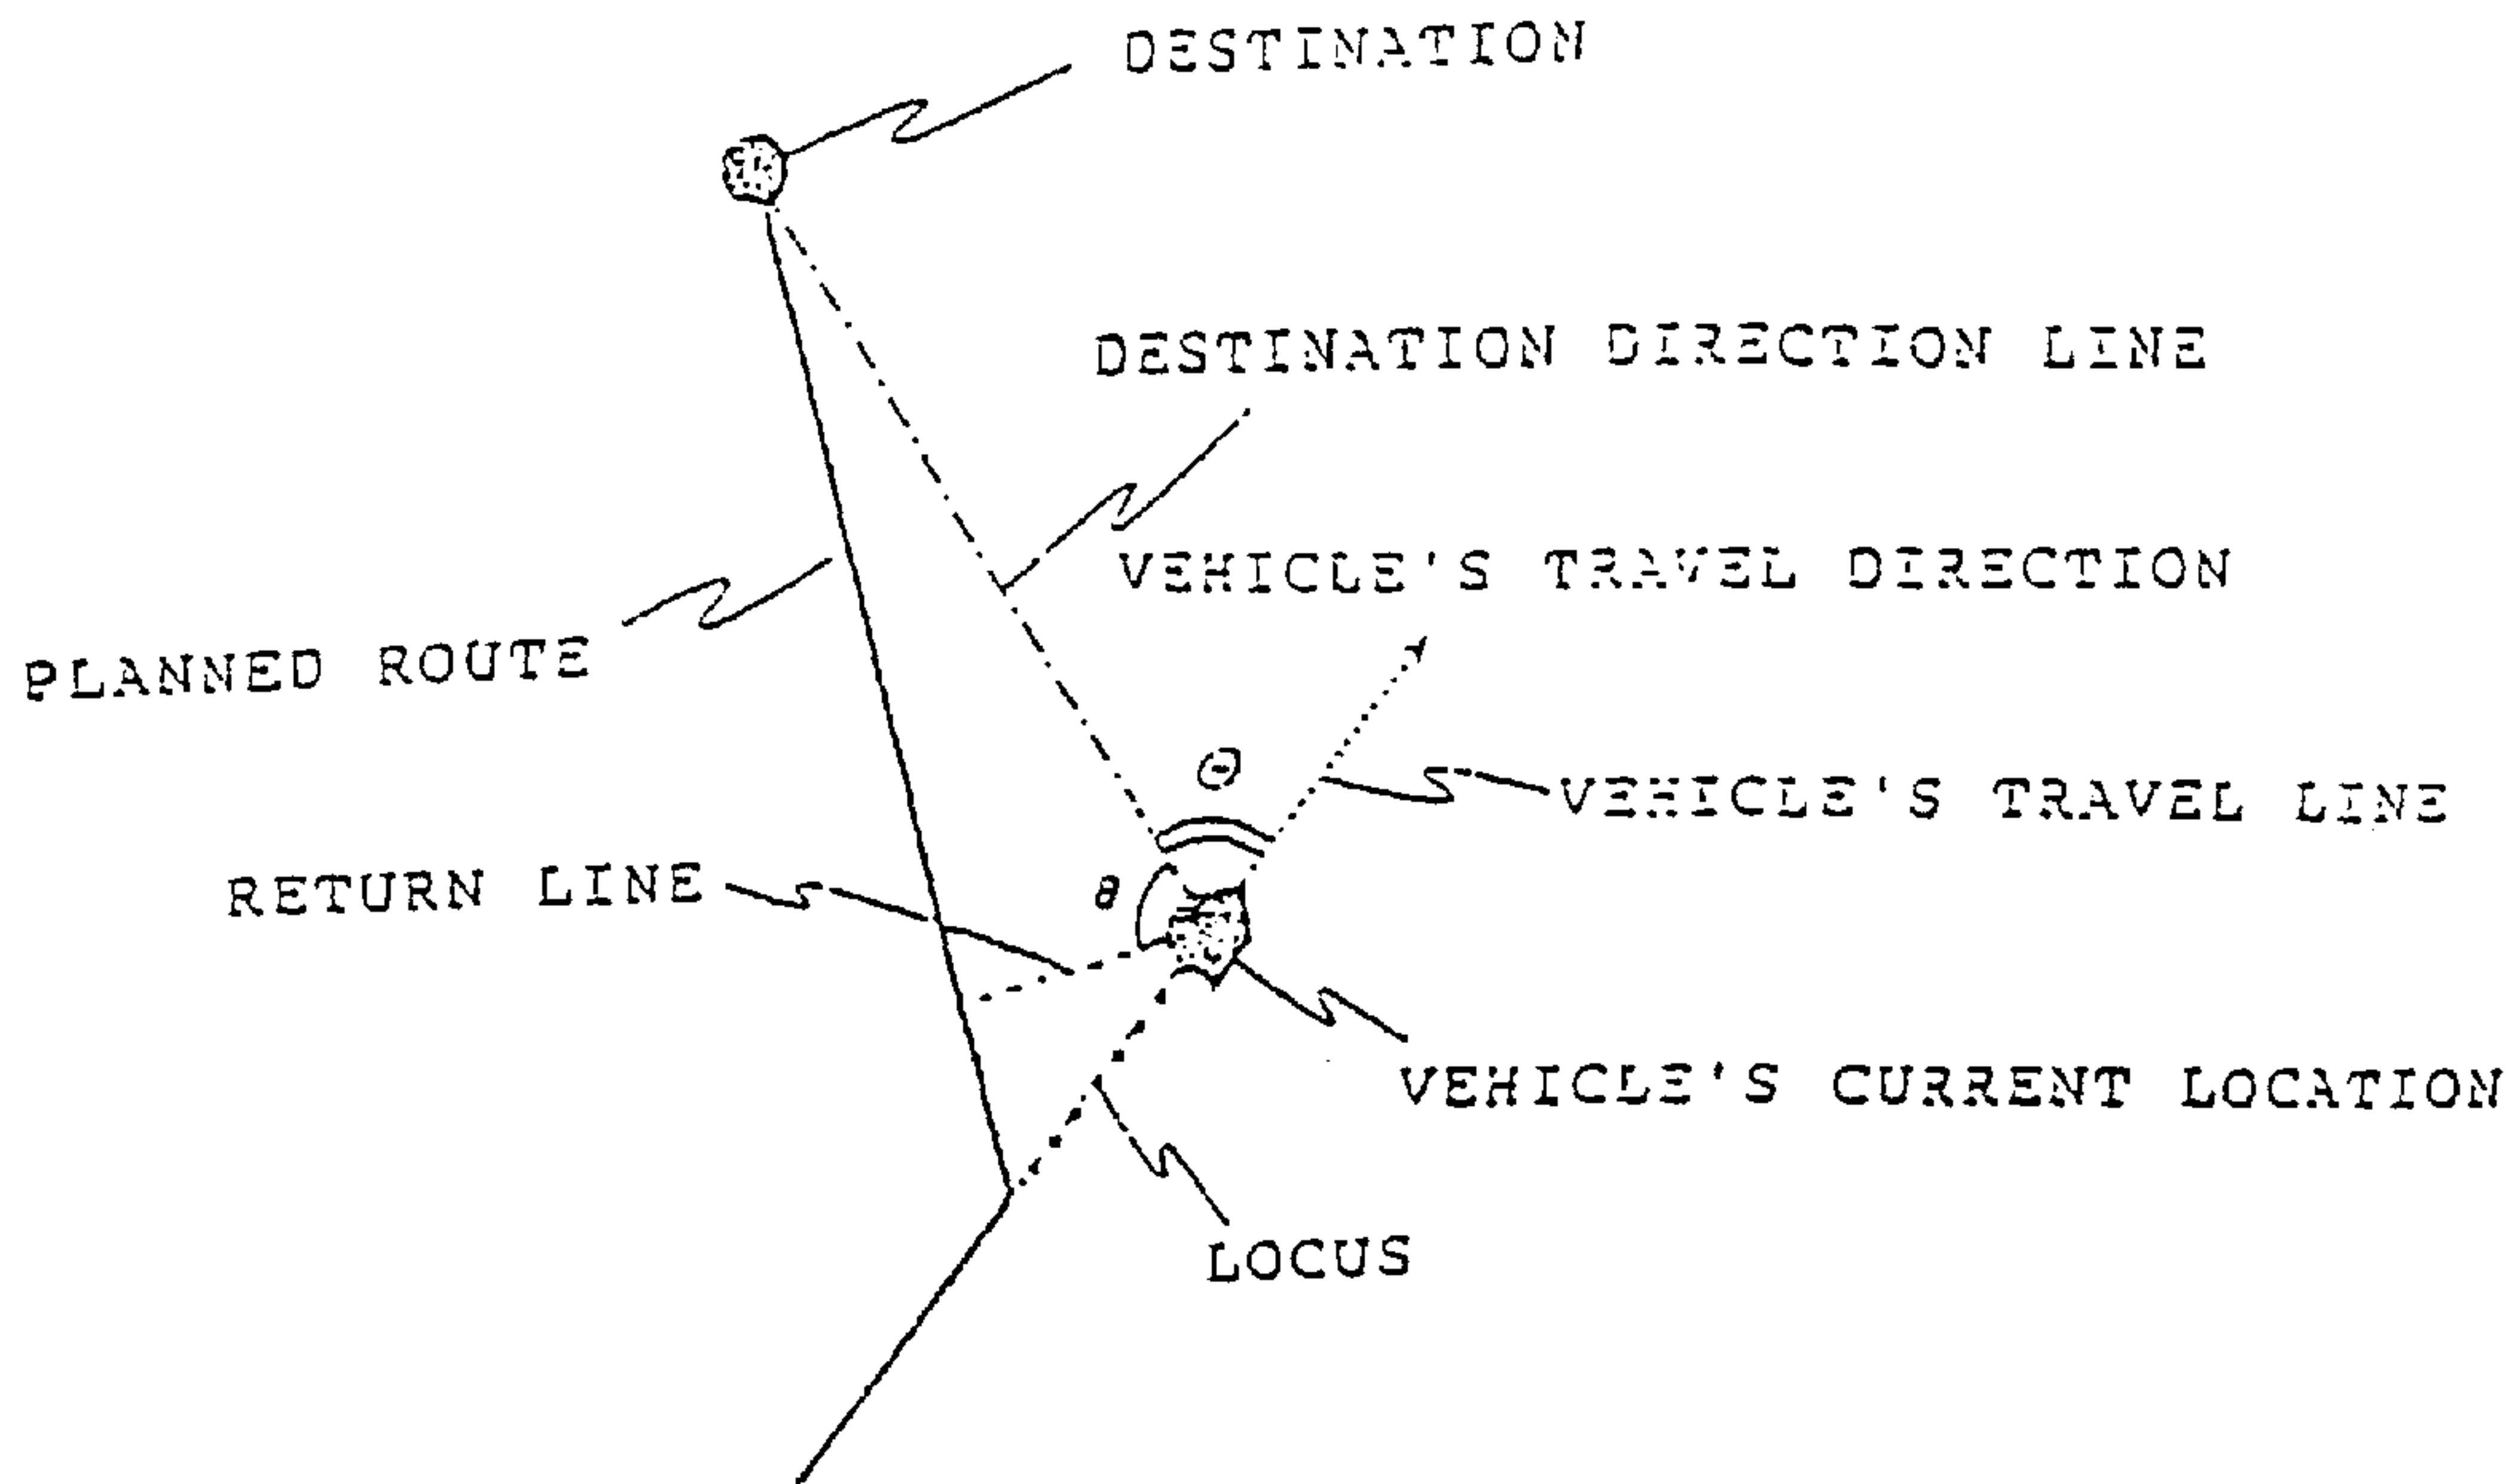 DESTINATION
DESTINATION DIRECTION LINE
VEHICLE'S TRAVEL DIRECTION
PLANNED ROUTE
Θ
VEHICLE'S TRAVEL LINE
RETURN LINE
θ
VEHICLE'S CURRENT LOCATION
LOCUS